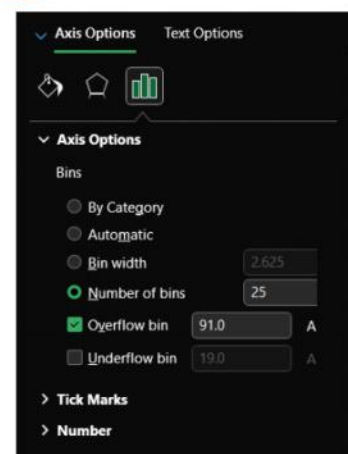 Axis Options Text Options
Axis Options
Bins
By Category
Automatic
Bin width 2.625
Number of bins 25
Overflow bin 91.0 A
Underflow bin 19.0 A
Tick Marks
Number